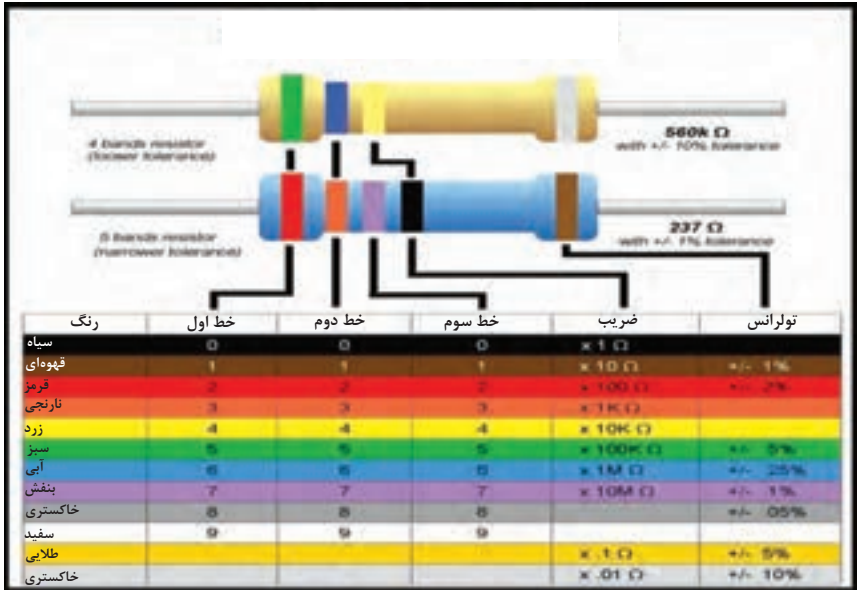 4 bands resistor
(looser tolerance)
560k Ω
with +/- 10% tolerance
5 bands resistor
(narrower tolerance)
237 Ω
with +/- 1% tolerance
رنگ خط اول خط دوم خط سوم ضریب تولرانس
سیاه 0 0 0 x 1 Ω
قهوه‌ای 1 1 1 x 10 Ω +/- 1%
قرمز 2 2 2 x 100 Ω +/- 2%
نارنجی 3 3 3 x 1K Ω
زرد 4 4 4 x 10K Ω
سبز 5 5 5 x 100K Ω +/- 5%
آبی 6 6 6 x 1M Ω +/- 25%
بنفش 7 7 7 x 10M Ω +/- 1%
خاکستری 8 8 8 +/- 05%
سفید 9 9 9
طلایی x .1 Ω +/- 5%
خاکستری x .01 Ω +/- 10%